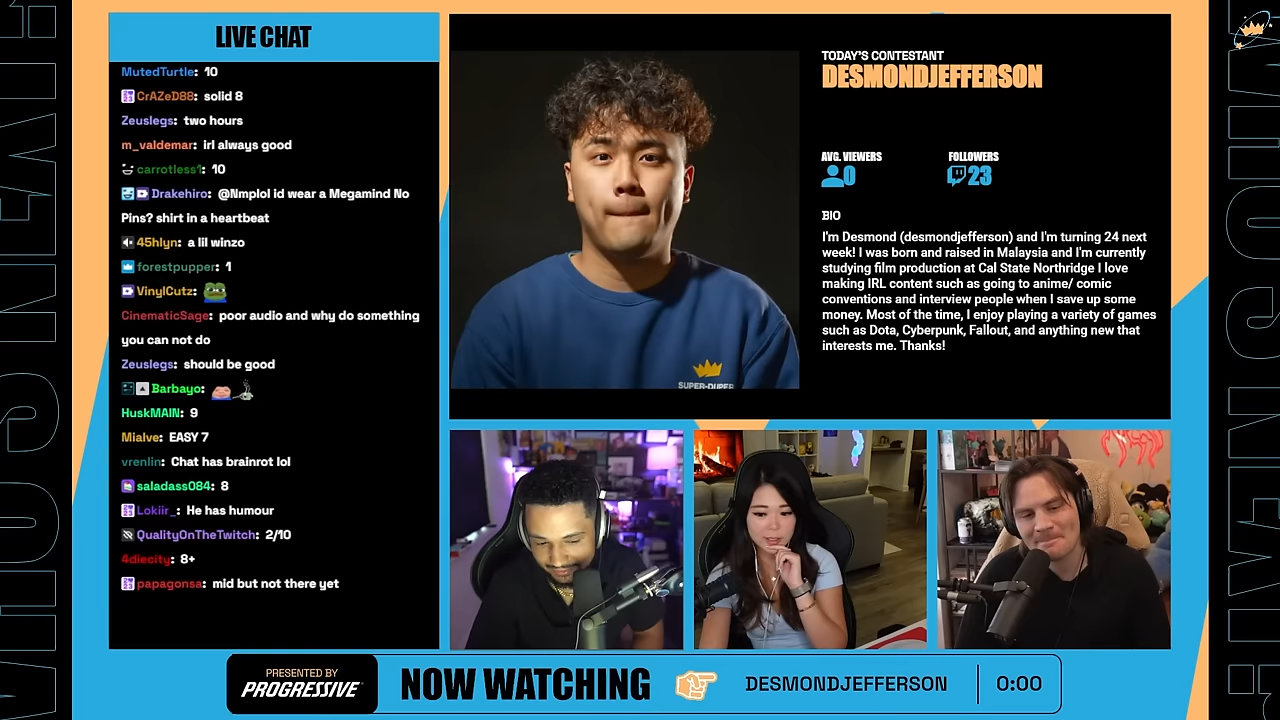 LIVE CHAT
MutedTurtle: 10
CrAZeD88: solid 8
Zeuslegs: two hours
m_valdemar: irl always good
carrotless1: 10
Drakehiro: @Nmplol id wear a Megamind No
Pins? shirt in a heartbeat
45hlyn: a lil winzo
forestpupper: 1
VinylCutz:
CinematicSage: poor audio and why do something
you can not do
Zeuslegs: should be good
Barbayo:
HuskMAIN: 9
Mialve: EASY 7
vrenlin: Chat has brainrot lol
saladass084: 8
Lokiir_: He has humour
QualityOnTheTwitch: 2/10
4diecity: 8+
papagonsa: mid but not there yet
SUPER-DUPER
TODAY'S CONTESTANT
DESMONDJEFFERSON
AVG. VIEWERS
0
FOLLOWERS
23
BIO
I'm Desmond (desmondjefferson) and I'm turning 24 next
week! I was born and raised in Malaysia and I'm currently
studying film production at Cal State Northridge I love
making IRL content such as going to anime/ comic
conventions and interview people when I save up some
money. Most of the time, I enjoy playing a variety of games
such as Dota, Cyberpunk, Fallout, and anything new that
interests me. Thanks!
PRESENTED BY
PROGRESSIVE
NOW WATCHING
DESMONDJEFFERSON
0:00